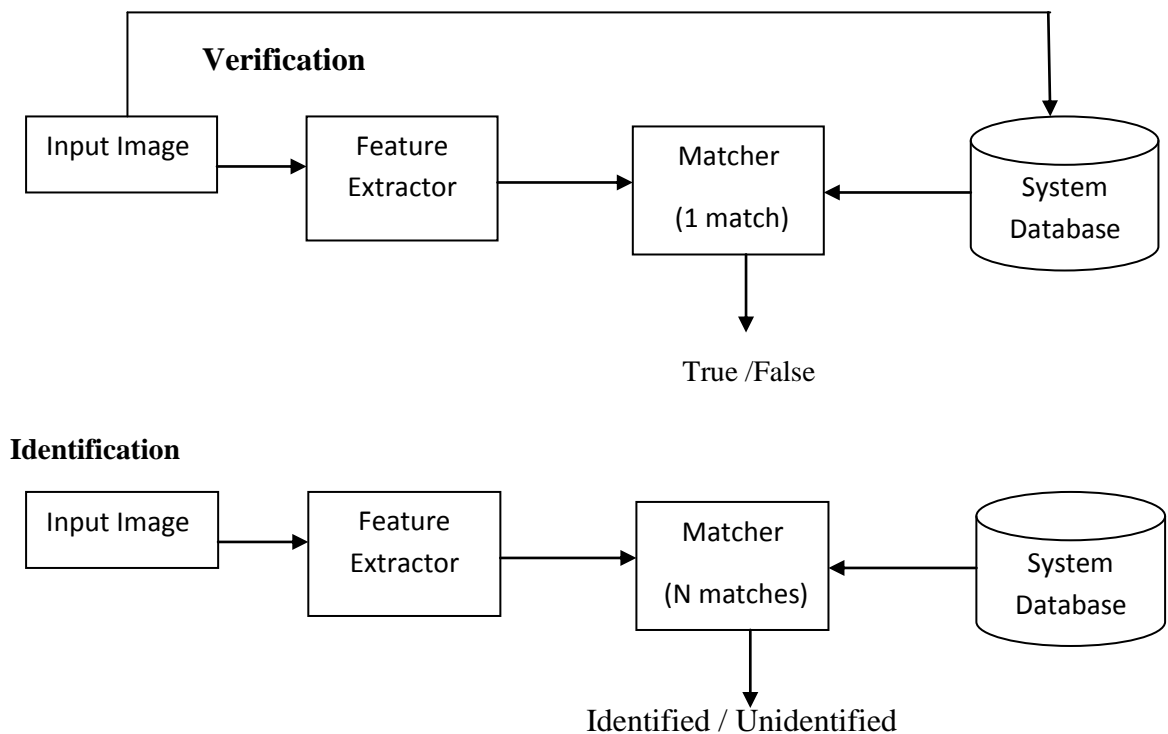 Verification
Input Image
Feature
Extractor
Matcher
(1 match)
System
Database
True /False
Identification
Input Image
Feature
Extractor
Matcher
(N matches)
System
Database
Identified / Unidentified